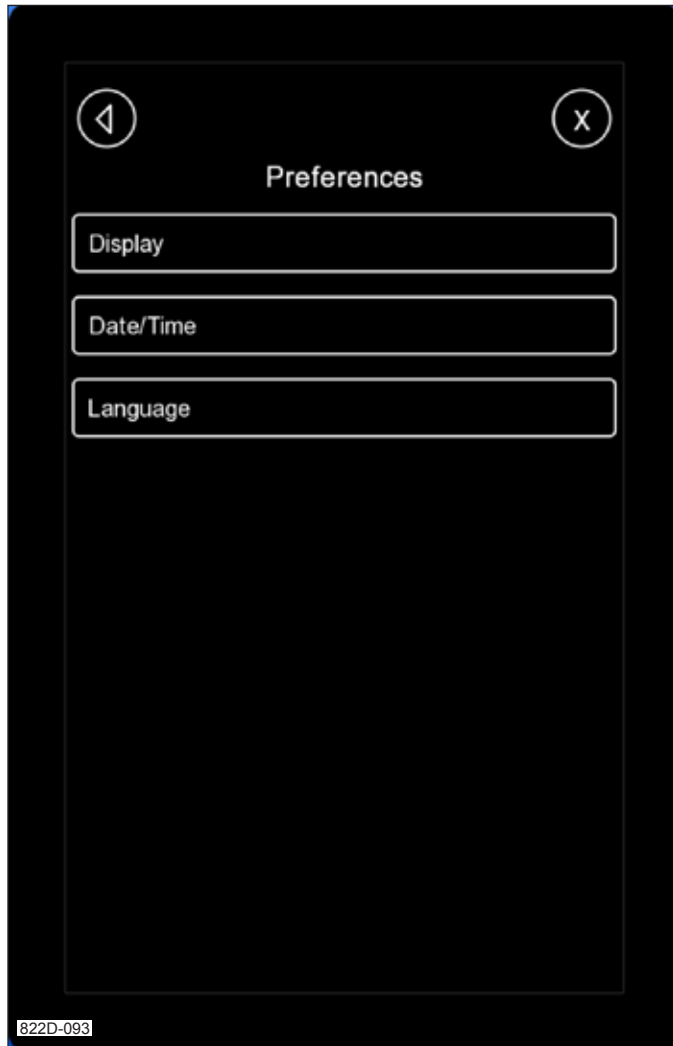 X
Preferences
Display
Date/Time
Language
822D-093